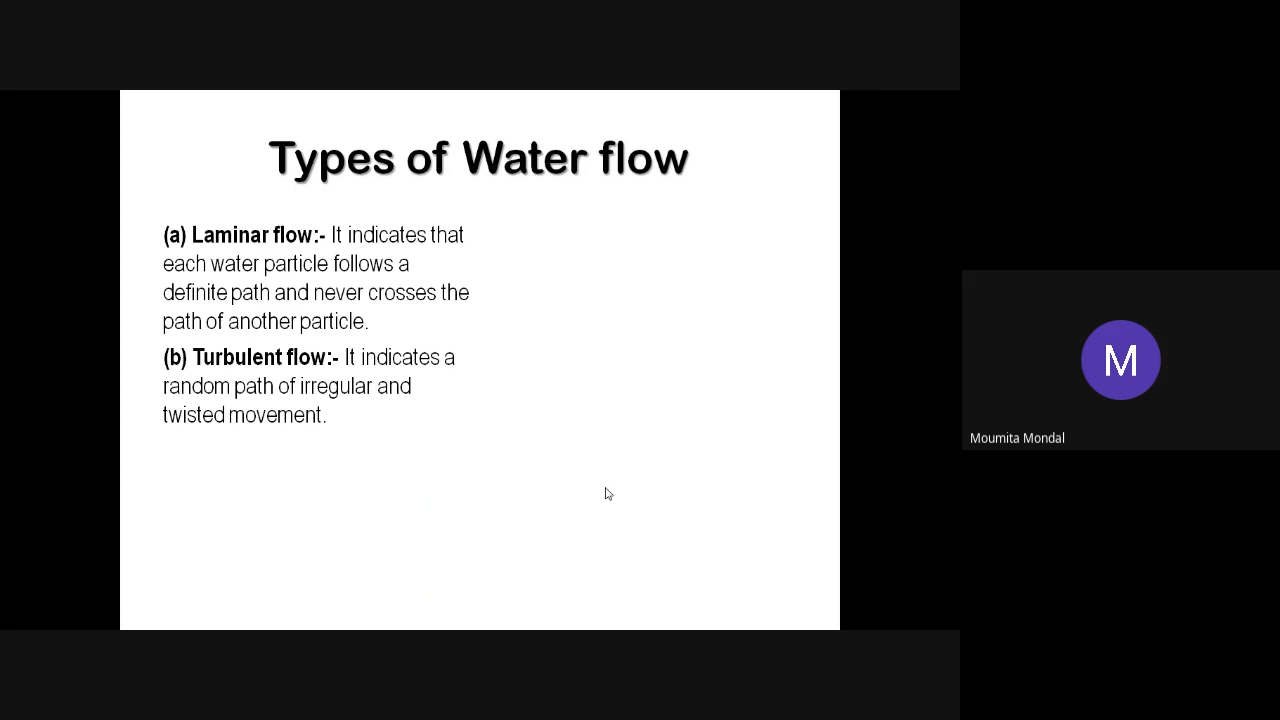 Types of Water flow
(a) Laminar flow:- It indicates that
each water particle follows a
definite path and never crosses the
path of another particle.
(b) Turbulent flow:- It indicates a
random path of irregular and
twisted movement.
M
Moumita Mondal